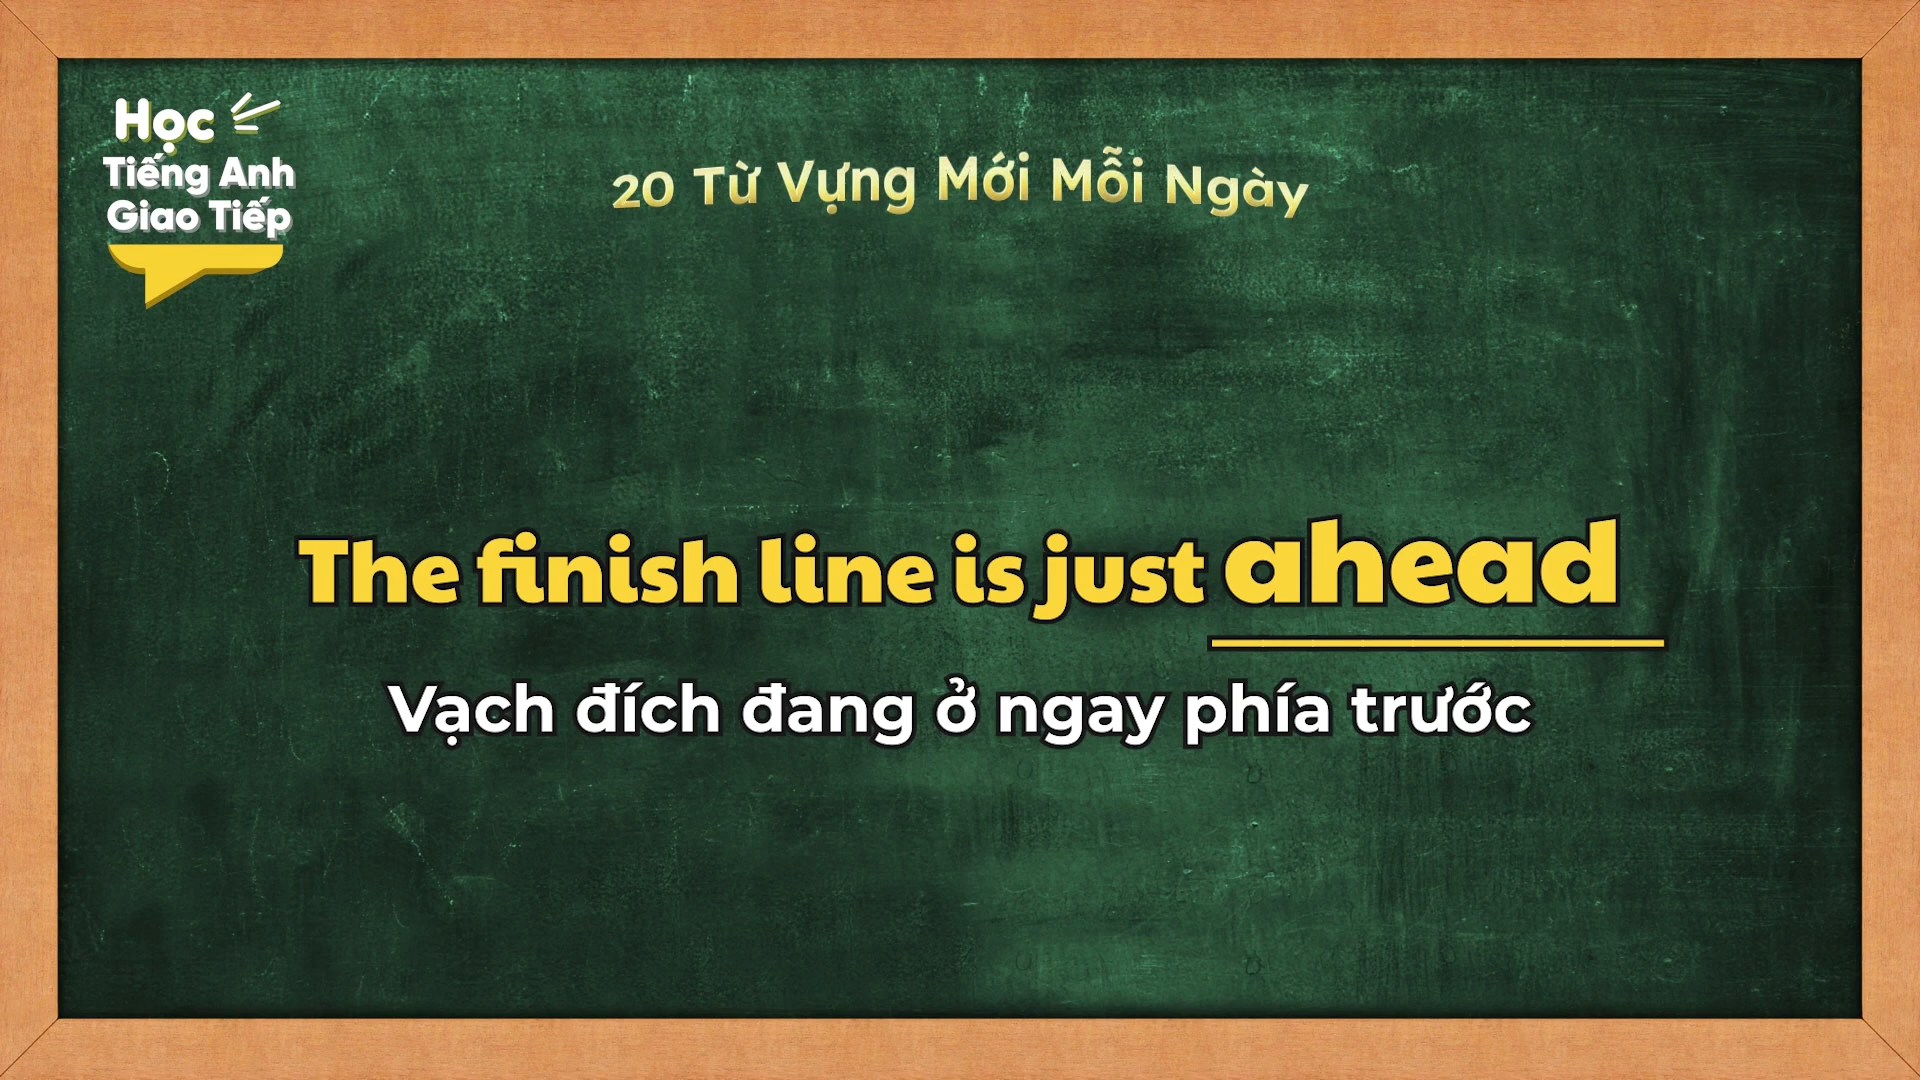 Học
Tiếng Anh
Giao Tiếp
20 Từ Vựng Mới Mỗi Ngày
The finish line is just ahead
Vạch đích đang ở ngay phía trước